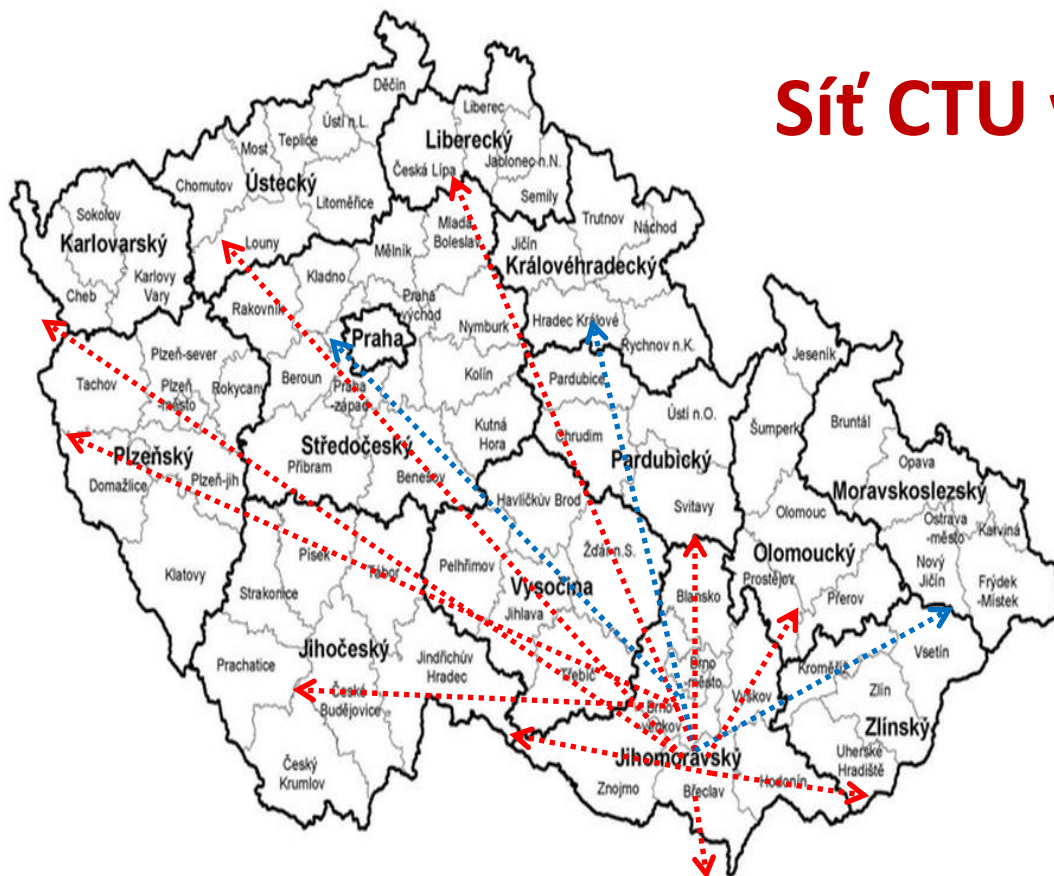 Síť CTU
Děčín
Liberec
Ústí n.L.
Teplice
Most
Liberecký
Jablonec n.N.
Česká Lípa
Chomutov
Ústecký
Semily
Litoměřice
Sokolov
Trutnov
Náchod
Karlovarský
Louny
Mělník
Mladá
Boleslav
Jičín
Královéhradecký
Karlovy
Vary
Cheb
Kladno
Rakovník
Praha
východ
Nymburk
Hradec Králové
Rychnov n.K.
Praha
Plzeň-sever
Jeseník
Tachov
Plzeň
-město
Rokycany
Beroun
Praha
-západ
Kolín
Pardubice
Ústí n.O.
Šumperk
Bruntál
Kutná
Hora
Chrudim
Středočeský
Plzeňský
Pardubický
Opava
Příbram
Benešov
Domažlice
Plzeň-jih
Moravskoslezský
Havlíčkův Brod
Svitavy
Olomouc
Ostrava
-město
Karviná
Písek
Žďár n.S.
Olomoucký
Nový
Jičín
Klatovy
Tábor
Pelhřimov
Vysočina
Prostějov
Frýdek
-Místek
Strakonice
Blansko
Přerov
Jihlava
Jihočeský
Vsetín
Prachatice
Jindřichův
Hradec
Třebíč
Brno
-město
Kroměříž
České
Budějovice
Vyškov
Zlín
Brno
venkov
Zlínský
Český
Krumlov
Jihomoravský
Uherské
Hradiště
Znojmo
Břeclav
Hodonín